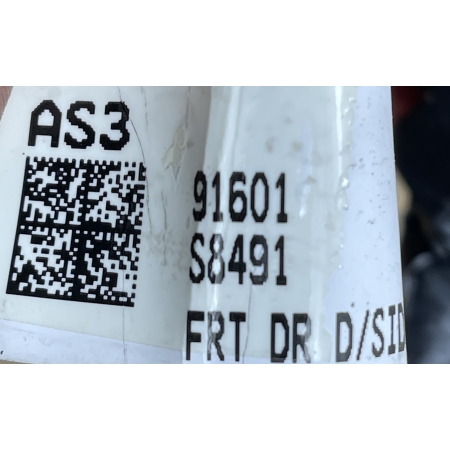 AS3
91601
S8491
FRT DR D/SID